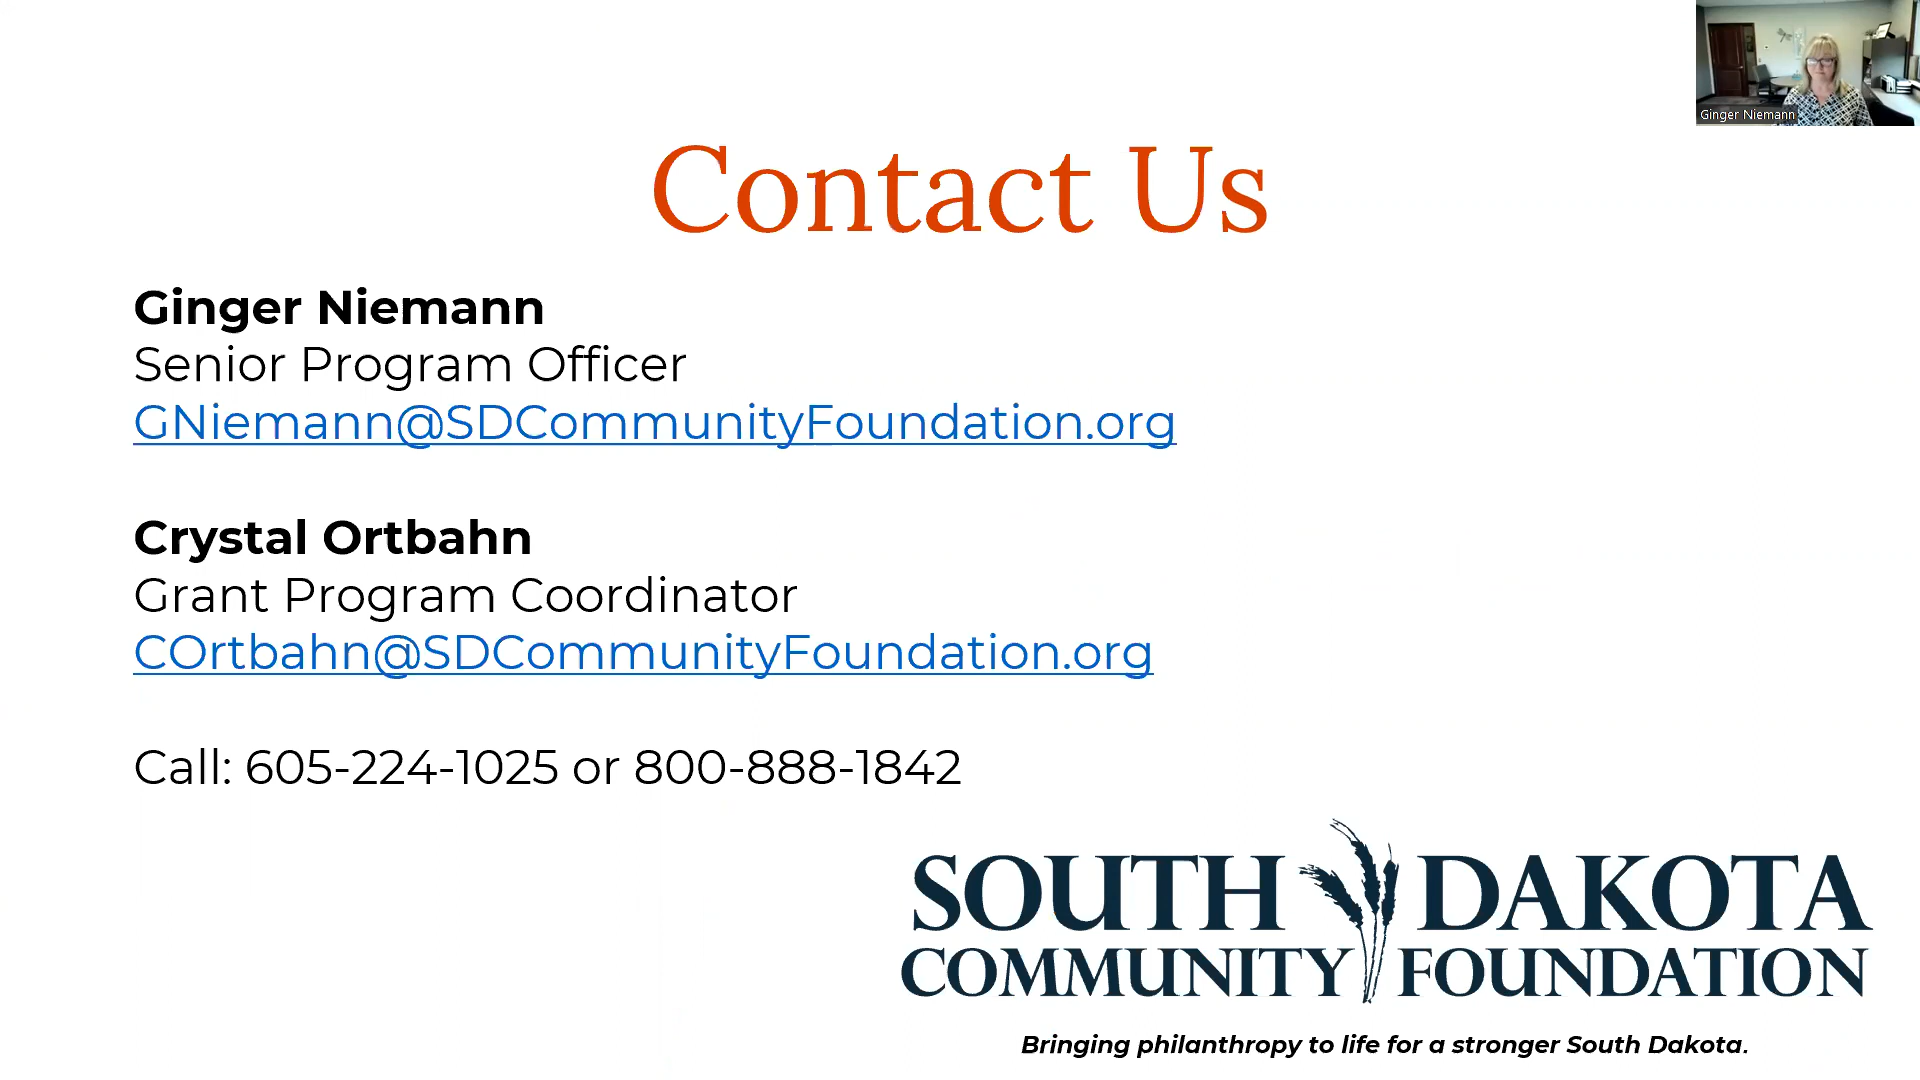 Ginger Niemann
Contact Us
Ginger Niemann
Senior Program Officer
GNiemann@SDCommunityFoundation.org
Crystal Ortbahn
Grant Program Coordinator
COrtbahn@SDCommunityFoundation.org
Call: 605-224-1025 or 800-888-1842
SOUTH DAKOTA
COMMUNITY FOUNDATION
Bringing philanthropy to life for a stronger South Dakota.